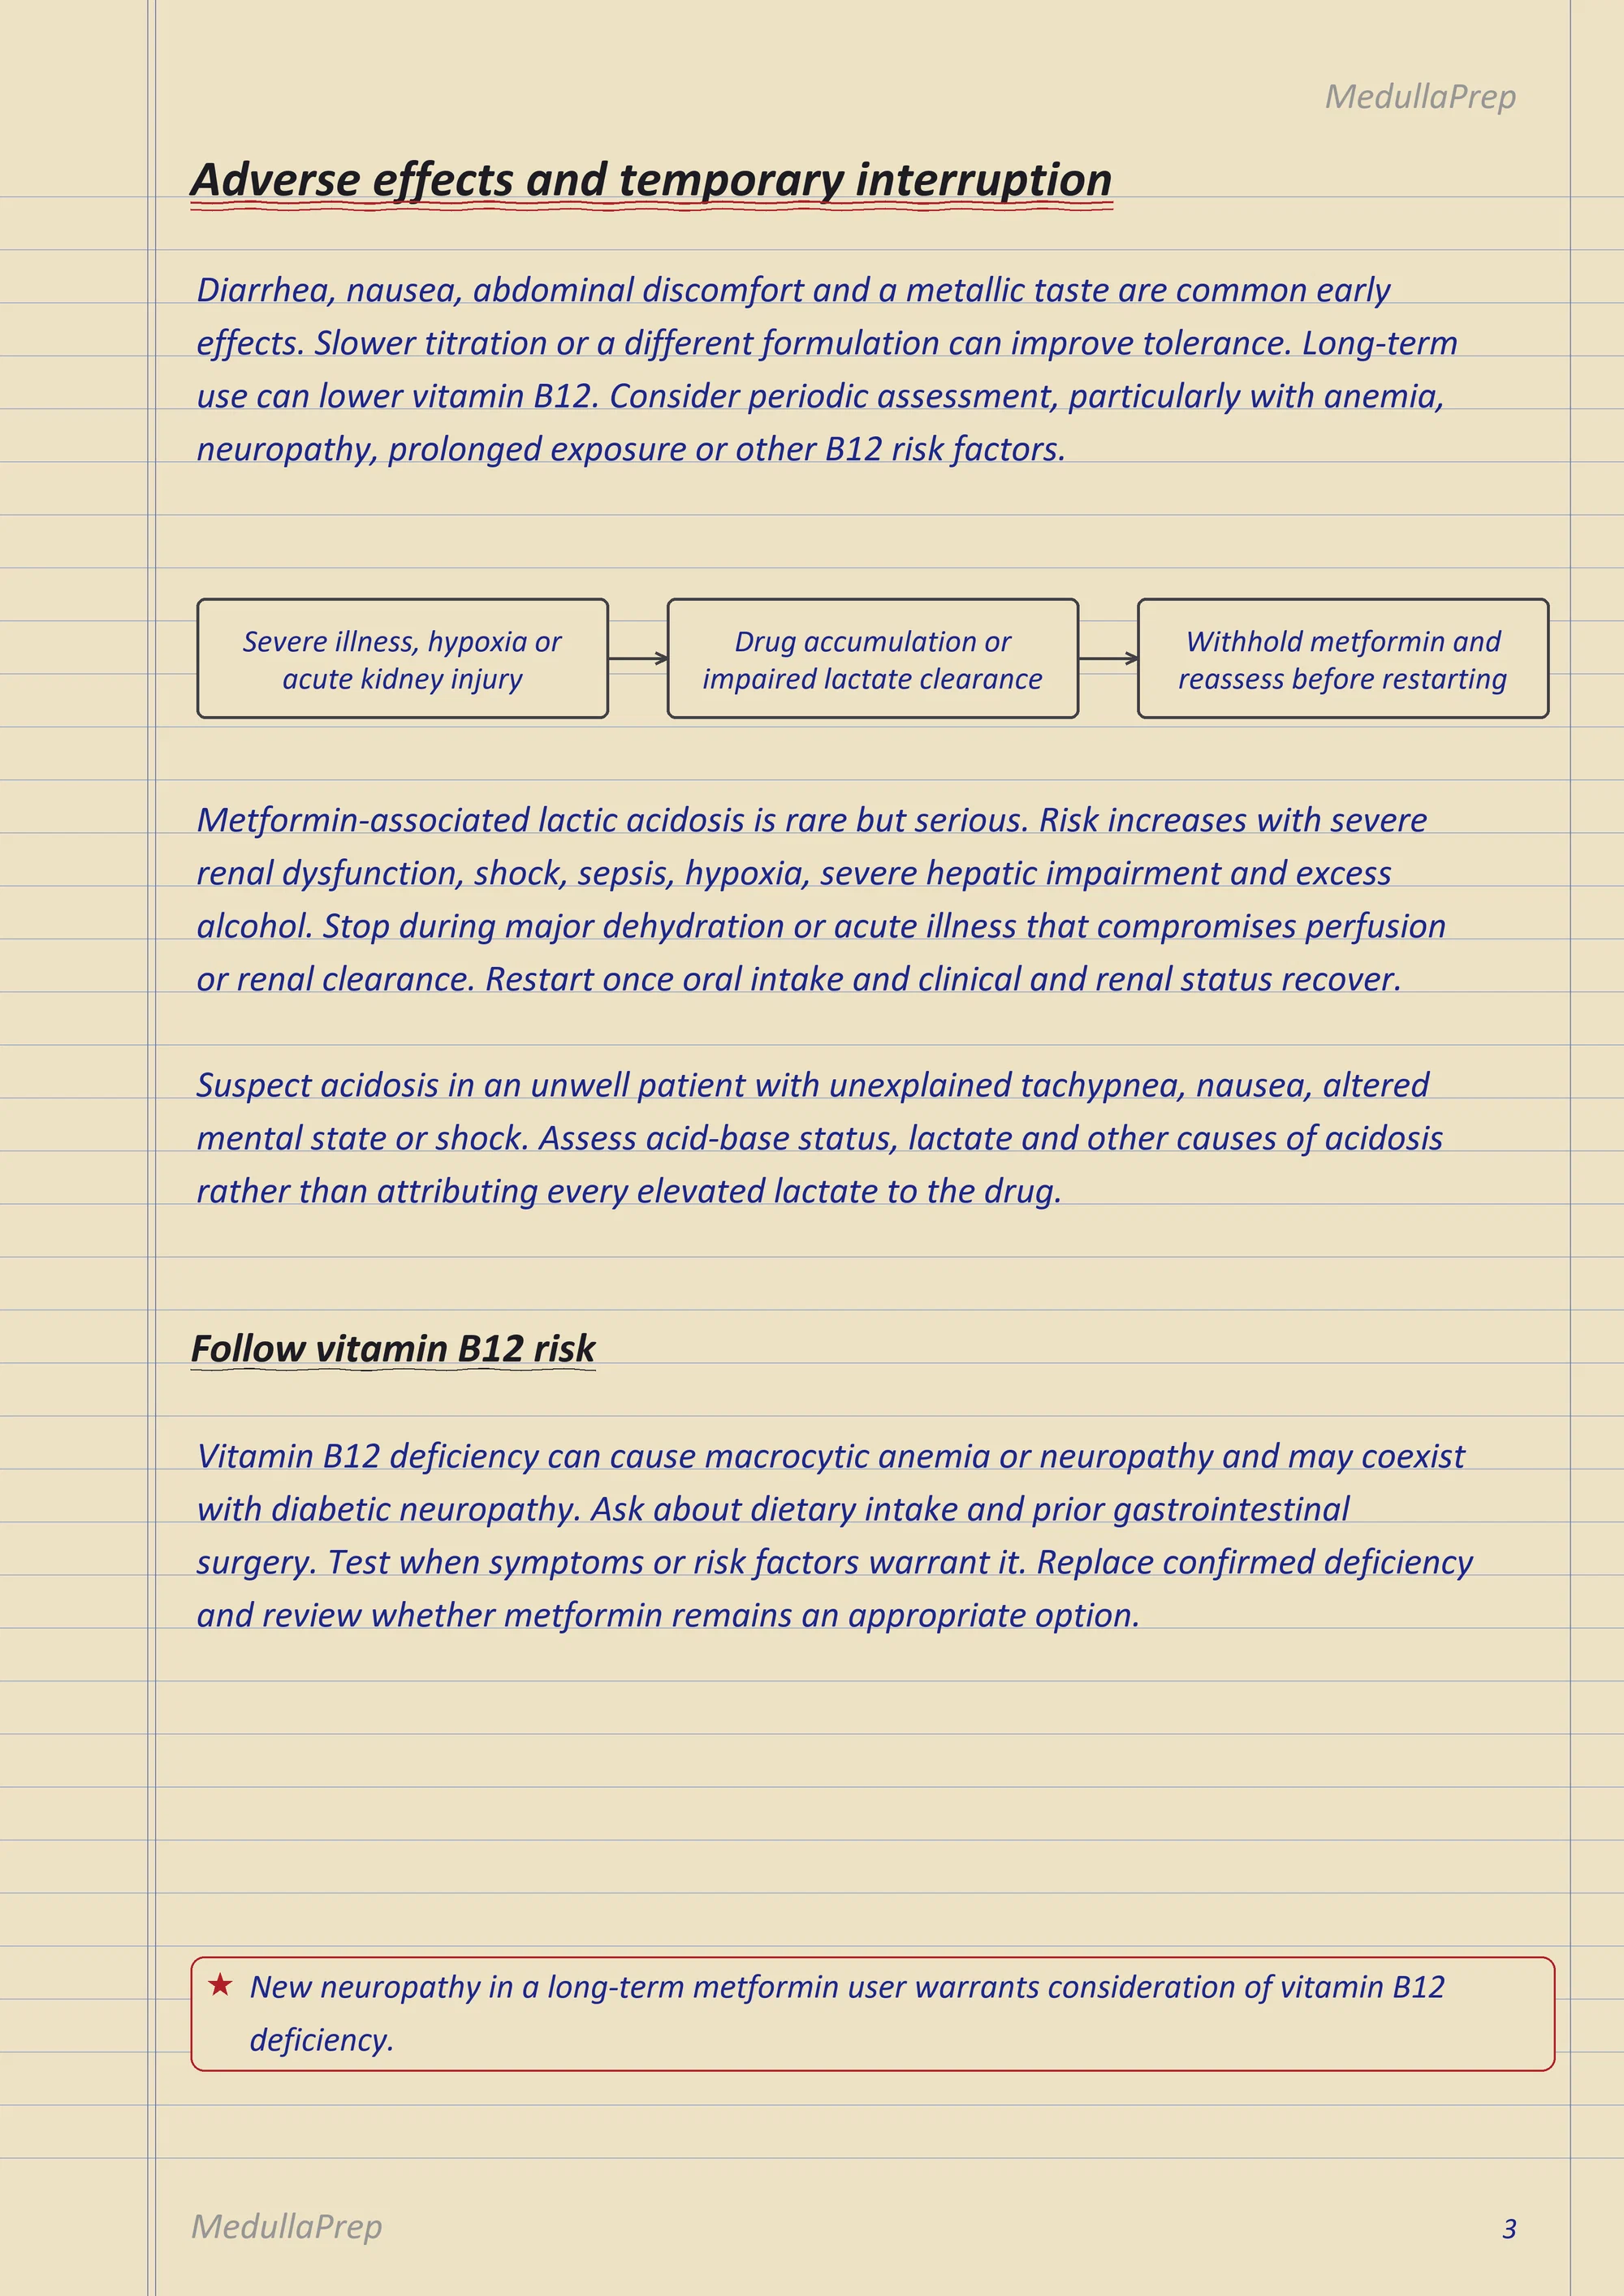 MedullaPrep
Adverse effects and temporary interruption
Diarrhea, nausea, abdominal discomfort and a metallic taste are common early
effects. Slower titration or a different formulation can improve tolerance. Long-term
use can lower vitamin B12. Consider periodic assessment, particularly with anemia,
neuropathy, prolonged exposure or other B12 risk factors.
Severe illness, hypoxia or
acute kidney injury
Drug accumulation or
impaired lactate clearance
Withhold metformin and
reassess before restarting
Metformin-associated lactic acidosis is rare but serious. Risk increases with severe
renal dysfunction, shock, sepsis, hypoxia, severe hepatic impairment and excess
alcohol. Stop during major dehydration or acute illness that compromises perfusion
or renal clearance. Restart once oral intake and clinical and renal status recover.
Suspect acidosis in an unwell patient with unexplained tachypnea, nausea, altered
mental state or shock. Assess acid-base status, lactate and other causes of acidosis
rather than attributing every elevated lactate to the drug.
Follow vitamin B12 risk
Vitamin B12 deficiency can cause macrocytic anemia or neuropathy and may coexist
with diabetic neuropathy. Ask about dietary intake and prior gastrointestinal
surgery. Test when symptoms or risk factors warrant it. Replace confirmed deficiency
and review whether metformin remains an appropriate option.
★ New neuropathy in a long-term metformin user warrants consideration of vitamin B12
deficiency.
MedullaPrep
3